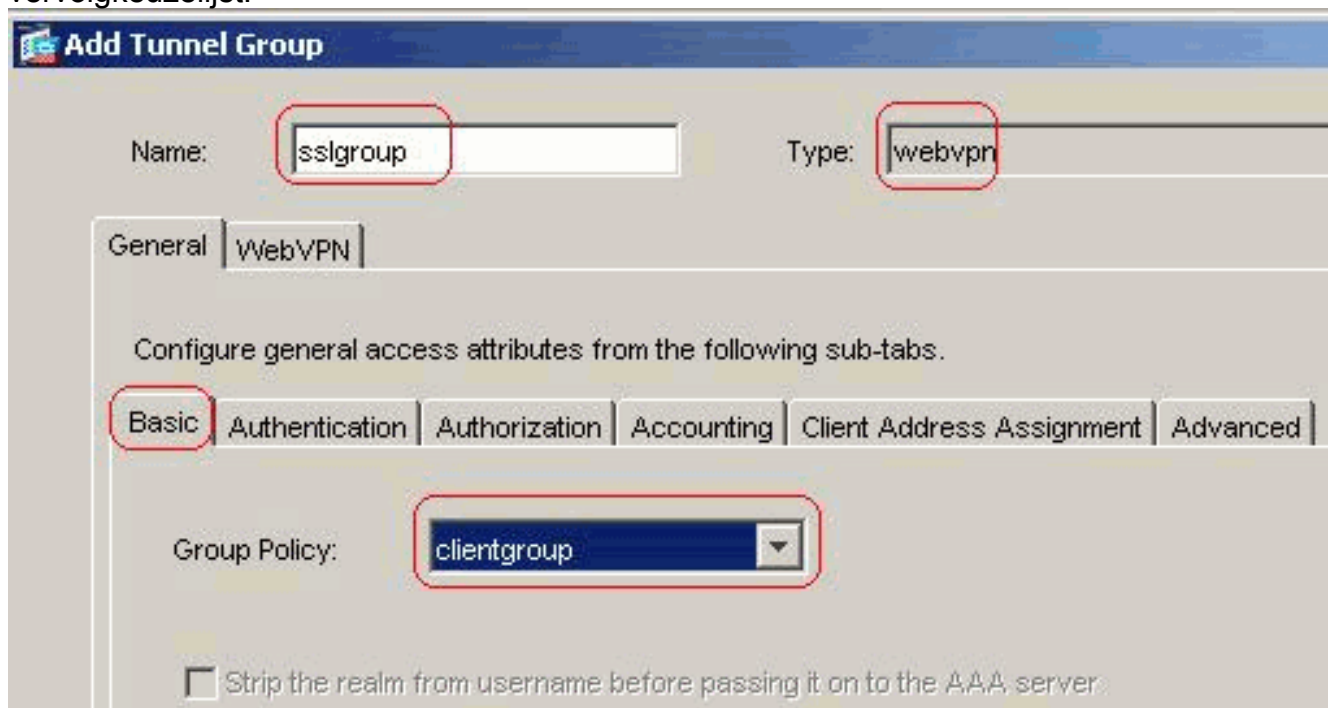 vervolgkeuzelijst.
Add Tunnel Group
Name: sslgroup Type: webvpn
General WebVPN
Configure general access attributes from the following sub-tabs.
Basic Authentication Authorization Accounting Client Address Assignment Advanced
Group Policy: clientgroup
Strip the realm from username before passing it on to the AAA server